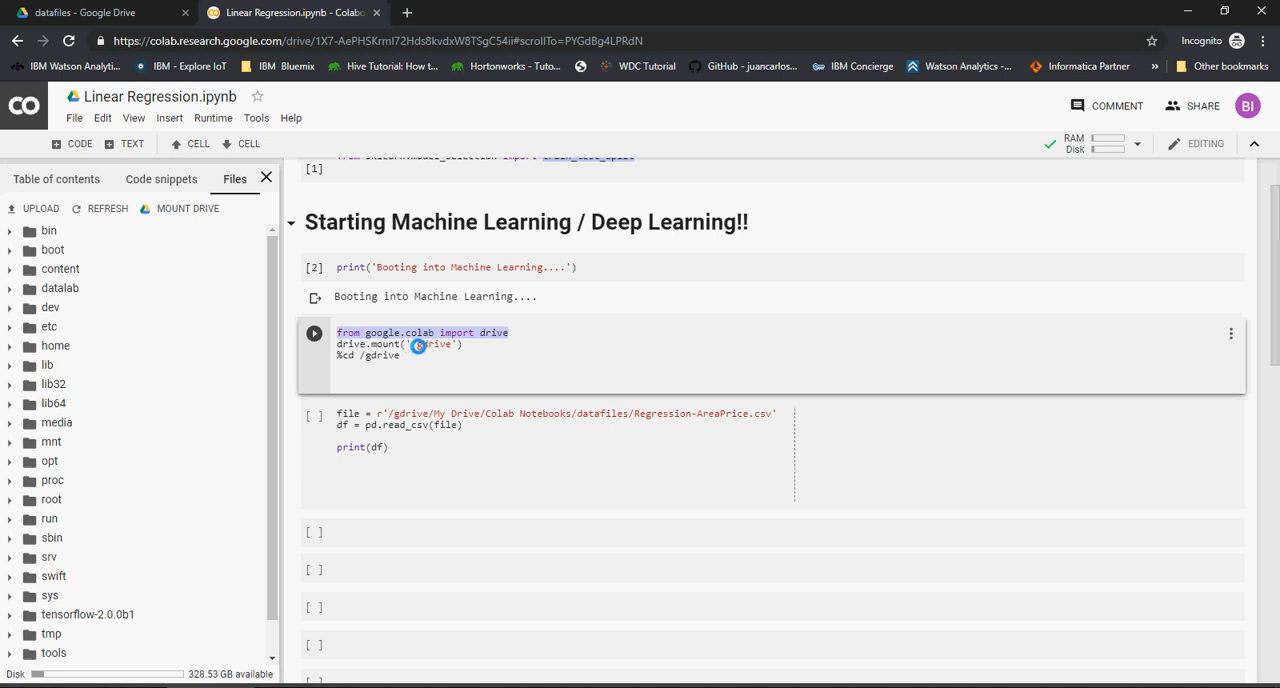 datafiles - Google Drive
Linear Regression.ipynb - Colabo
https://colab.research.google.com/drive/1X7-AePHSKrmI72Hds8kvdxW8TSgC54ii#scrollTo=PYGdBg4LPRdN
Incognito
IBM Watson Analyti...
IBM - Explore IoT
IBM Bluemix
Hive Tutorial: How t...
Hortonworks - Tuto...
WDC Tutorial
GitHub - juancarlos...
IBM Concierge
Watson Analytics -...
Informatica Partner
»
Other bookmarks
CO
Linear Regression.ipynb
File Edit View Insert Runtime Tools Help
COMMENT
SHARE
BI
CODE
TEXT
CELL
CELL
RAM
Disk
EDITING
Table of contents
Code snippets
Files
UPLOAD
REFRESH
MOUNT DRIVE
bin
boot
content
datalab
dev
etc
home
lib
lib32
lib64
media
mnt
opt
proc
root
run
sbin
srv
swift
sys
tensorflow-2.0.0b1
tmp
tools
Disk
328.53 GB available
[1]
Starting Machine Learning / Deep Learning!!
[2] print('Booting into Machine Learning....')
Booting into Machine Learning....
from google.colab import drive
drive.mount('/gdrive')
%cd /gdrive
[ ] file = r'/gdrive/My Drive/Colab Notebooks/datafiles/Regression-AreaPrice.csv'
df = pd.read_csv(file)
print(df)
[ ]
[ ]
[ ]
[ ]